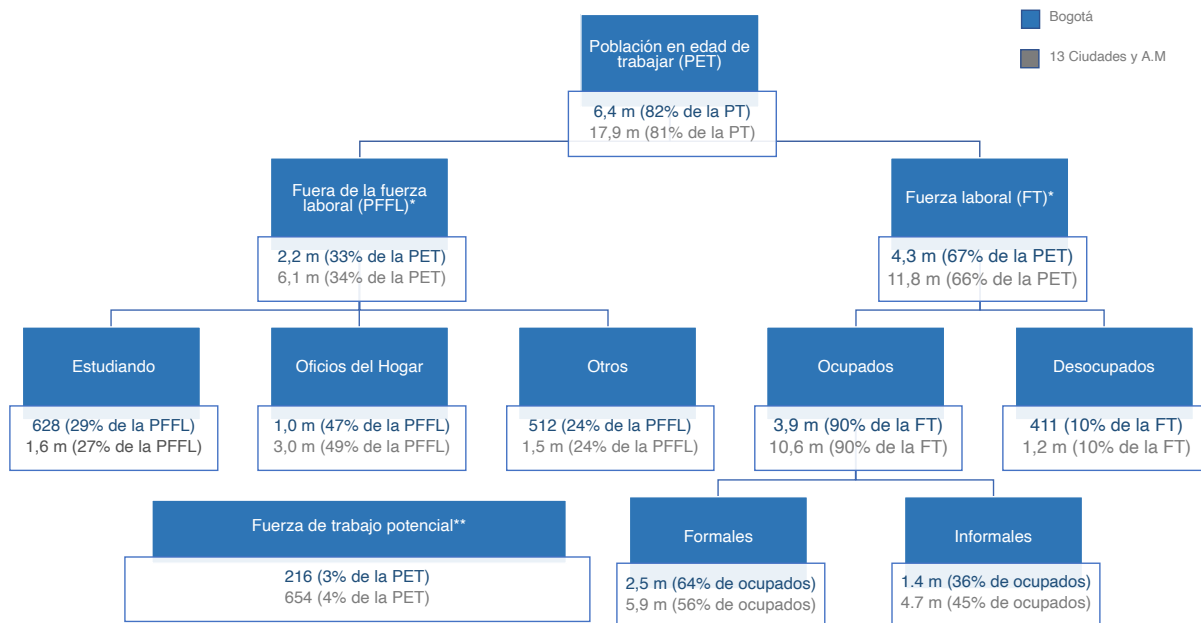 Bogotá
13 Ciudades y A.M
Población en edad de
trabajar (PET)
6,4 m (82% de la PT)
17,9 m (81% de la PT)
Fuera de la fuerza
laboral (PFFL)*
2,2 m (33% de la PET)
6,1 m (34% de la PET)
Fuerza laboral (FT)*
4,3 m (67% de la PET)
11,8 m (66% de la PET)
Estudiando
628 (29% de la PFFL)
1,6 m (27% de la PFFL)
Oficios del Hogar
1,0 m (47% de la PFFL)
3,0 m (49% de la PFFL)
Otros
512 (24% de la PFFL)
1,5 m (24% de la PFFL)
Ocupados
3,9 m (90% de la FT)
10,6 m (90% de la FT)
Desocupados
411 (10% de la FT)
1,2 m (10% de la FT)
Fuerza de trabajo potencial**
216 (3% de la PET)
654 (4% de la PET)
Formales
2,5 m (64% de ocupados)
5,9 m (56% de ocupados)
Informales
1.4 m (36% de ocupados)
4.7 m (45% de ocupados)